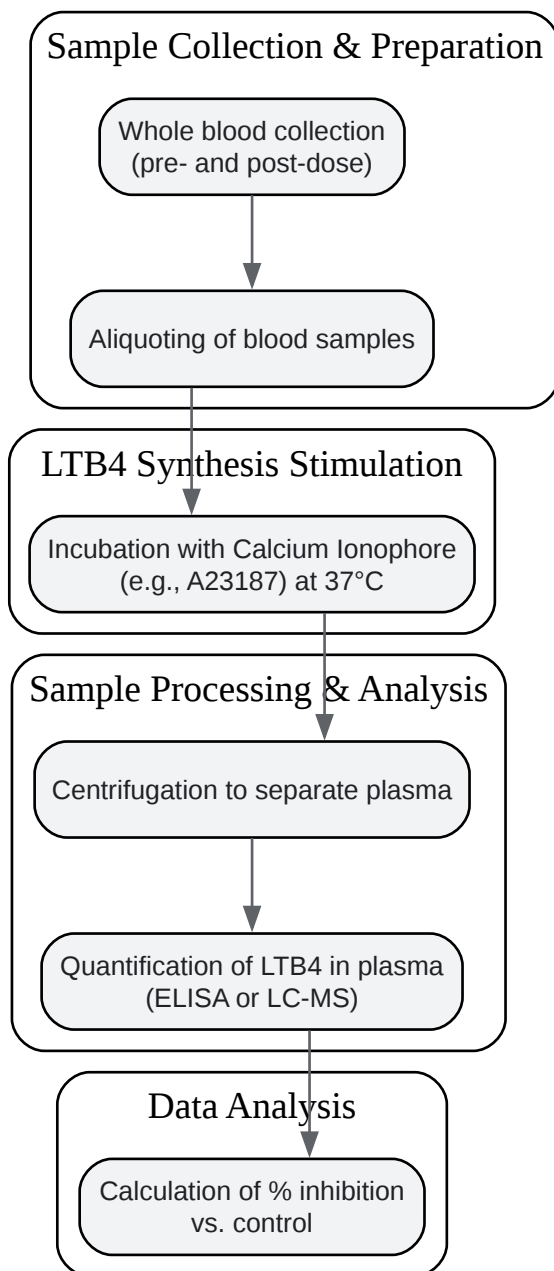 Sample Collection & Preparation
Whole blood collection
(pre- and post-dose)
Aliquoting of blood samples
LTB4 Synthesis Stimulation
Incubation with Calcium Ionophore
(e.g., A23187) at 37°C
Sample Processing & Analysis
Centrifugation to separate plasma
Quantification of LTB4 in plasma
(ELISA or LC-MS)
Data Analysis
Calculation of % inhibition
vs. control